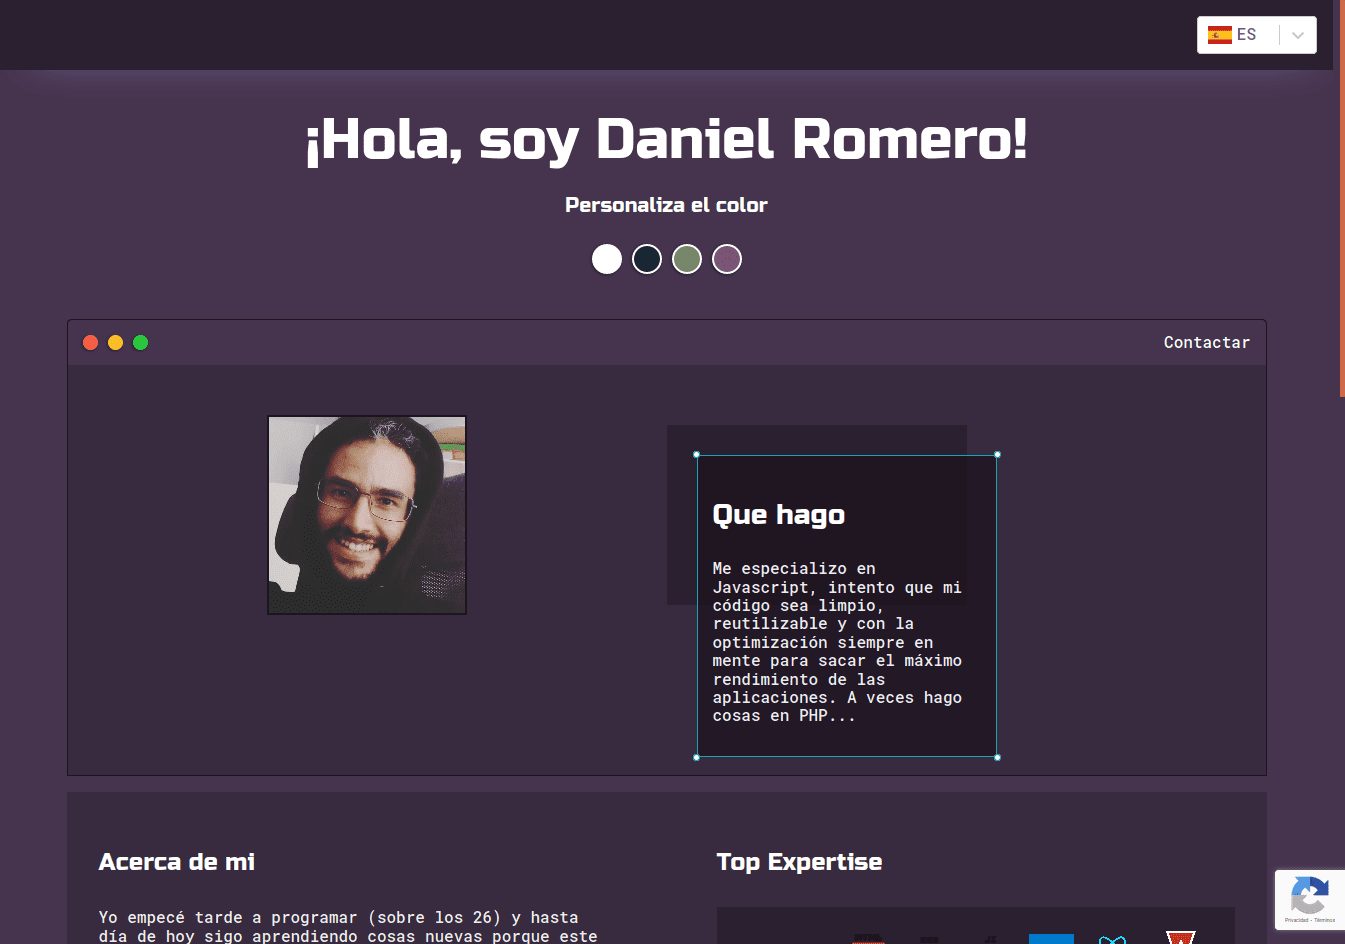 ES
¡Hola, soy Daniel Romero!
Personaliza el color
Contactar
Que hago
Me especializo en
Javascript, intento que mi
código sea limpio,
reutilizable y con la
optimización siempre en
mente para sacar el máximo
rendimiento de las
aplicaciones. A veces hago
cosas en PHP...
Acerca de mi
Yo empecé tarde a programar (sobre los 26) y hasta
día de hoy sigo aprendiendo cosas nuevas porque este
Top Expertise
Privacidad - Términos